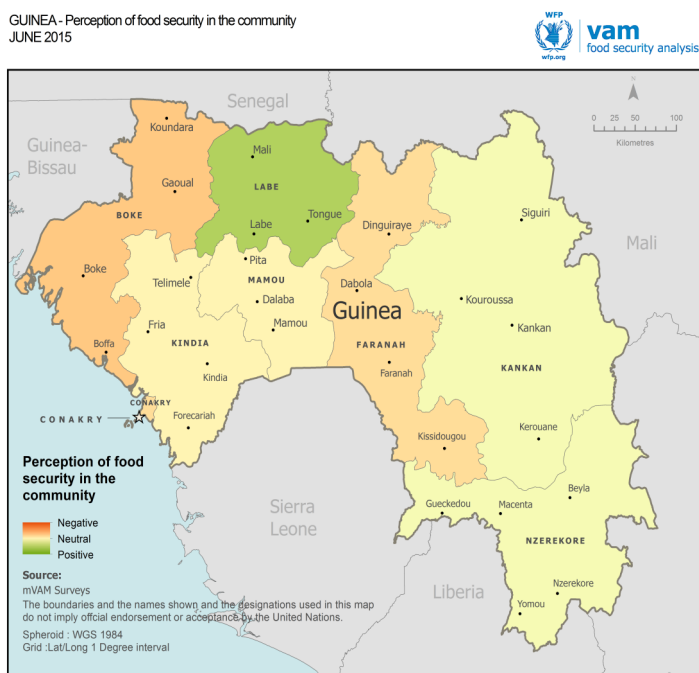 GUINEA - Perception of food security in the community
JUNE 2015
WFP
wfp.org
vam
food security analysis
Senegal
Guinea-
Bissau
Koundara
Mali
Gaoual
LABE
BOKE
Labe
Tongue
Dinguiraye
Siguiri
Mali
0 25 50 100
Kilometres
Boke
Telimele
Pita
MAMOU
Dalaba
Dabola
Guinea
Kouroussa
Fria
Mamou
Kankan
Boffa
KINDIA
FARANAH
Kindia
Faranah
KANKAN
CONAKRY
CONAKRY
Forecariah
Kissidougou
Kerouane
Beyla
Gueckedou
Macenta
NZEREKORE
Sierra
Leone
Liberia
Nzerekore
Yomou
Perception of food
security in the
community
Negative
Neutral
Positive
Source:
mVAM Surveys
The boundaries and the names shown and the designations used in this map
do not imply offcial endorsement or acceptance by the United Nations.
Spheroid : WGS 1984
Grid :Lat/Long 1 Degree interval